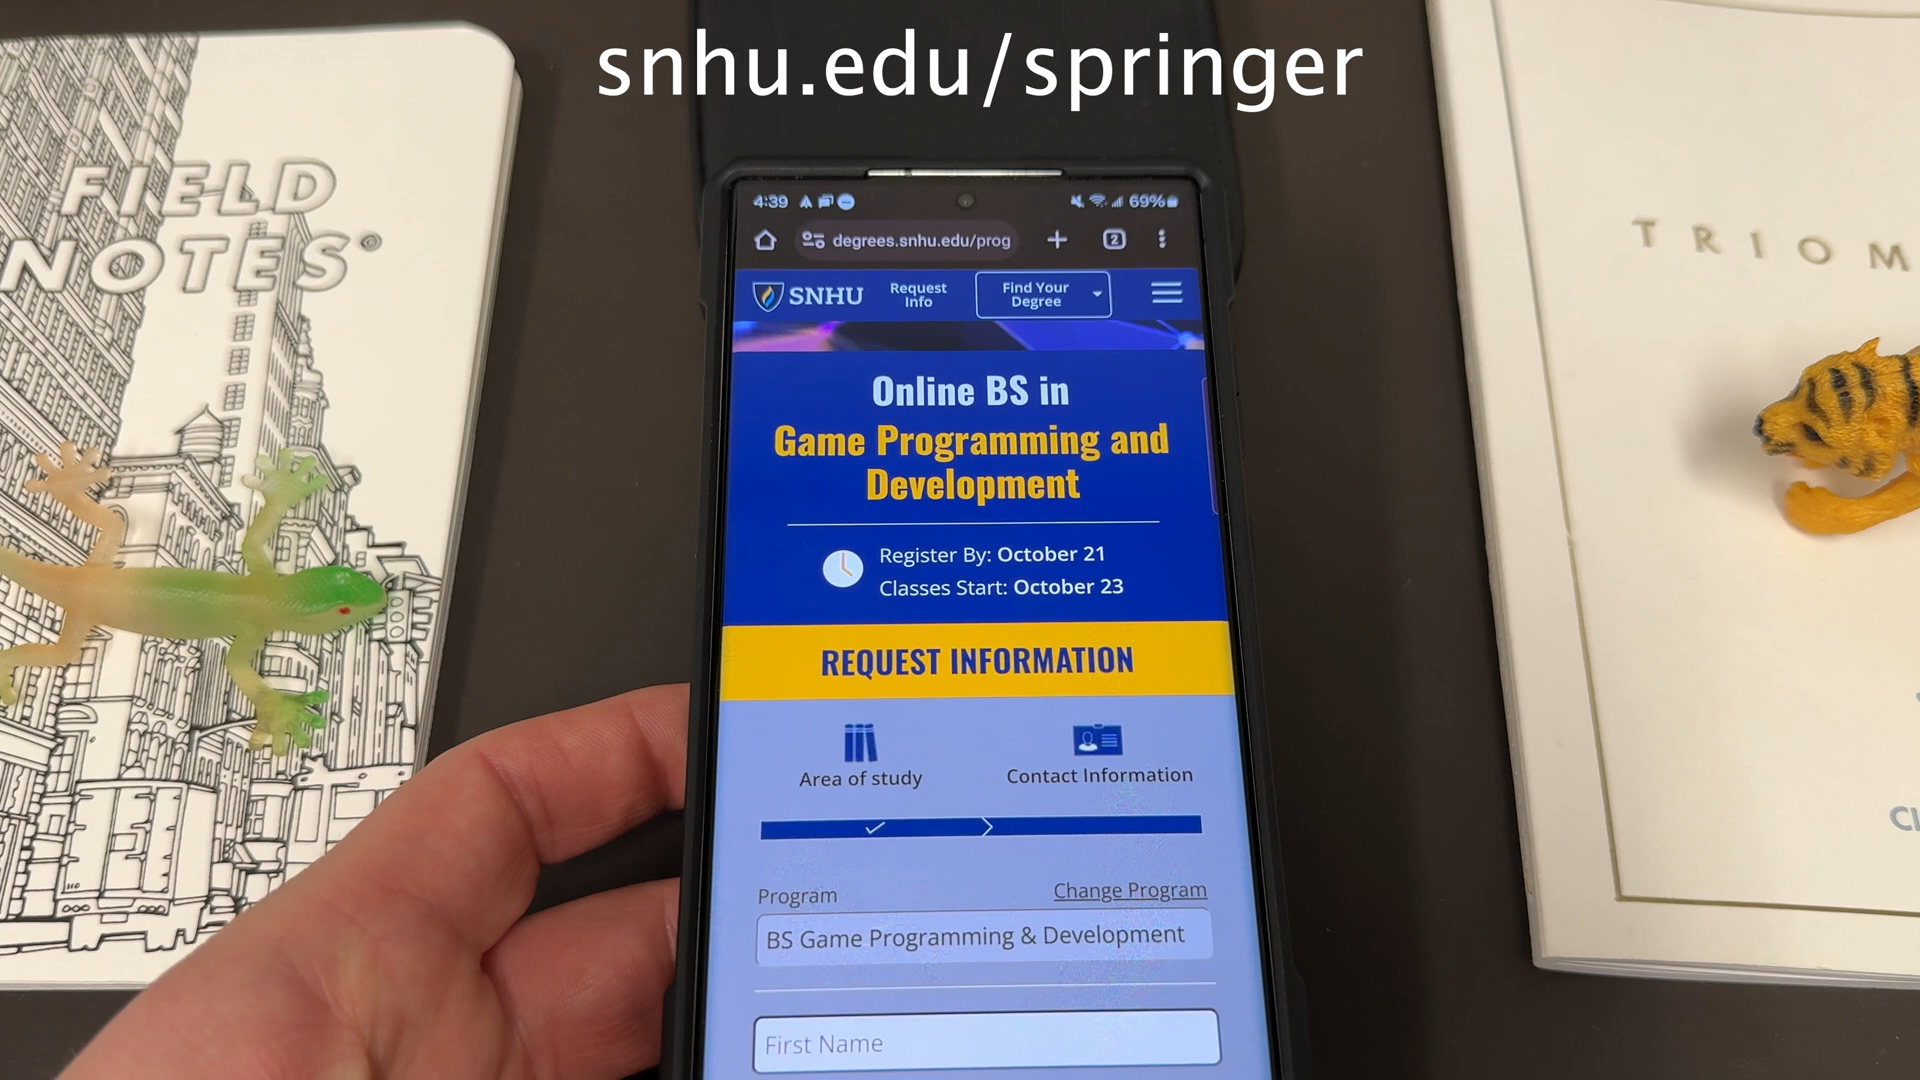 snhu.edu/springer
FIELD
NOTES®
4:39
69%
degrees.snhu.edu/prog
2
SNHU
Request
Info
Find Your
Degree
Online BS in
Game Programming and
Development
Register By: October 21
Classes Start: October 23
REQUEST INFORMATION
Area of study
Contact Information
Program
Change Program
BS Game Programming & Development
First Name
TRIOM